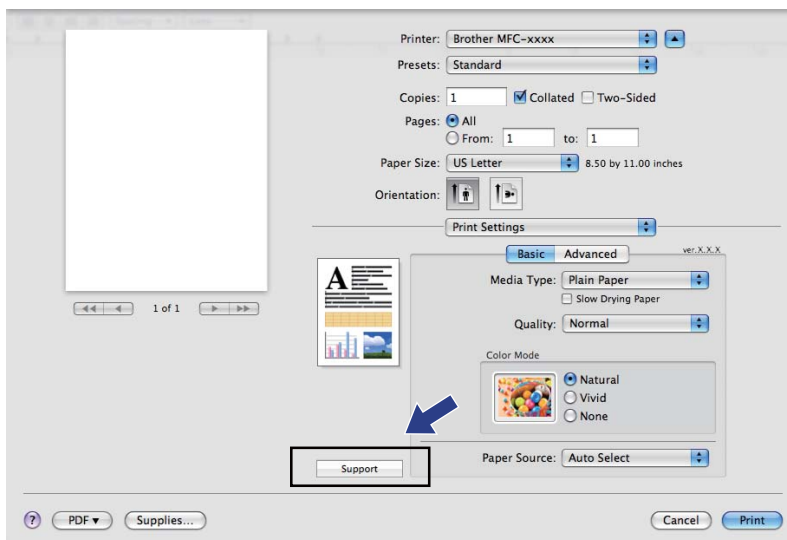 Printer: Brother MFC-xxxx
Presets: Standard
Copies: 1 Collated Two-Sided
Pages: All
From: 1 to: 1
Paper Size: US Letter 8.50 by 11.00 inches
Orientation:
Print Settings
Basic Advanced ver.X.X.X
Media Type: Plain Paper
Slow Drying Paper
Quality: Normal
Color Mode
Natural
Vivid
None
Paper Source: Auto Select
A
1 of 1
Support
? PDF Supplies... Cancel Print